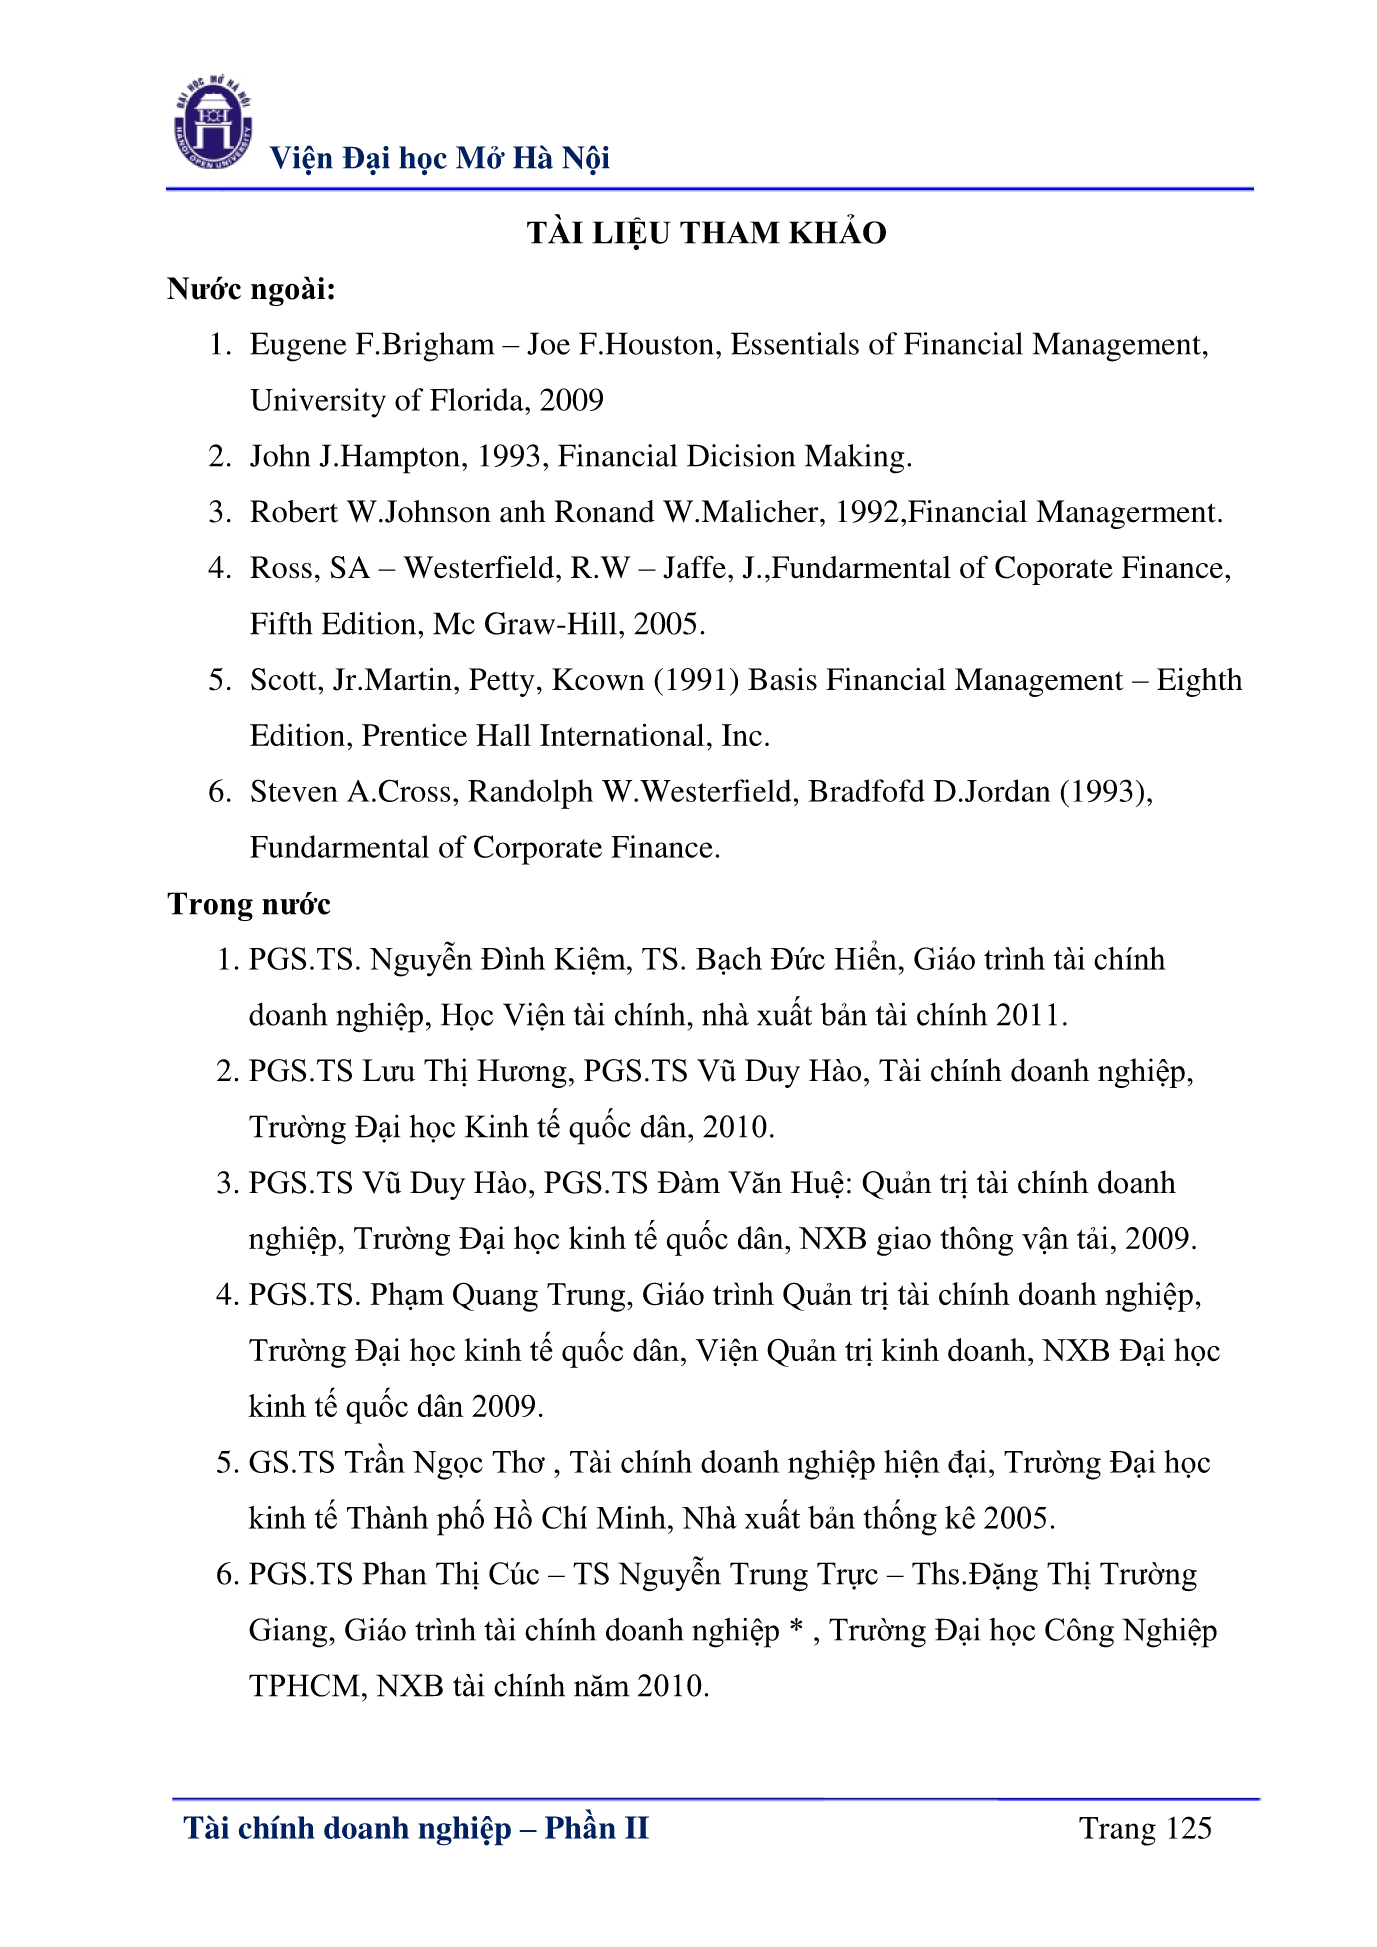 ĐẠI HỌC MỞ HÀ NỘI
HANOI OPEN UNIVERSITY
Viện Đại học Mở Hà Nội
TÀI LIỆU THAM KHẢO
Nước ngoài:
1. Eugene F.Brigham – Joe F.Houston, Essentials of Financial Management,
University of Florida, 2009
2. John J.Hampton, 1993, Financial Dicision Making.
3. Robert W.Johnson anh Ronand W.Malicher, 1992,Financial Managerment.
4. Ross, SA – Westerfield, R.W – Jaffe, J.,Fundarmental of Coporate Finance,
Fifth Edition, Mc Graw-Hill, 2005.
5. Scott, Jr.Martin, Petty, Kcown (1991) Basis Financial Management – Eighth
Edition, Prentice Hall International, Inc.
6. Steven A.Cross, Randolph W.Westerfield, Bradfofd D.Jordan (1993),
Fundarmental of Corporate Finance.
Trong nước
1. PGS.TS. Nguyễn Đình Kiệm, TS. Bạch Đức Hiển, Giáo trình tài chính
doanh nghiệp, Học Viện tài chính, nhà xuất bản tài chính 2011.
2. PGS.TS Lưu Thị Hương, PGS.TS Vũ Duy Hào, Tài chính doanh nghiệp,
Trường Đại học Kinh tế quốc dân, 2010.
3. PGS.TS Vũ Duy Hào, PGS.TS Đàm Văn Huệ: Quản trị tài chính doanh
nghiệp, Trường Đại học kinh tế quốc dân, NXB giao thông vận tải, 2009.
4. PGS.TS. Phạm Quang Trung, Giáo trình Quản trị tài chính doanh nghiệp,
Trường Đại học kinh tế quốc dân, Viện Quản trị kinh doanh, NXB Đại học
kinh tế quốc dân 2009.
5. GS.TS Trần Ngọc Thơ , Tài chính doanh nghiệp hiện đại, Trường Đại học
kinh tế Thành phố Hồ Chí Minh, Nhà xuất bản thống kê 2005.
6. PGS.TS Phan Thị Cúc – TS Nguyễn Trung Trực – Ths.Đặng Thị Trường
Giang, Giáo trình tài chính doanh nghiệp * , Trường Đại học Công Nghiệp
TPHCM, NXB tài chính năm 2010.
Tài chính doanh nghiệp – Phần II
Trang 125